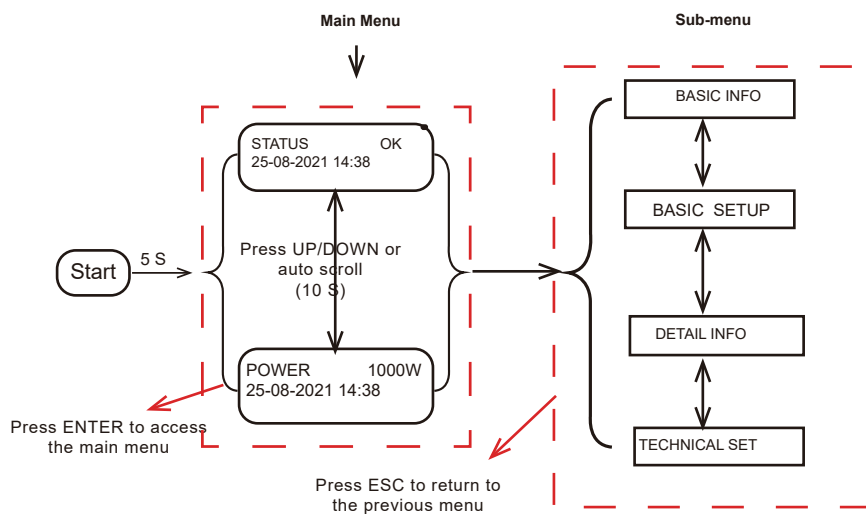 Main Menu
Sub-menu
BASIC INFO
STATUS OK
25-08-2021 14:38
BASIC SETUP
Start
5 S
Press UP/DOWN or
auto scroll
(10 S)
DETAIL INFO
POWER 1000W
25-08-2021 14:38
Press ENTER to access
the main menu
TECHNICAL SET
Press ESC to return to
the previous menu